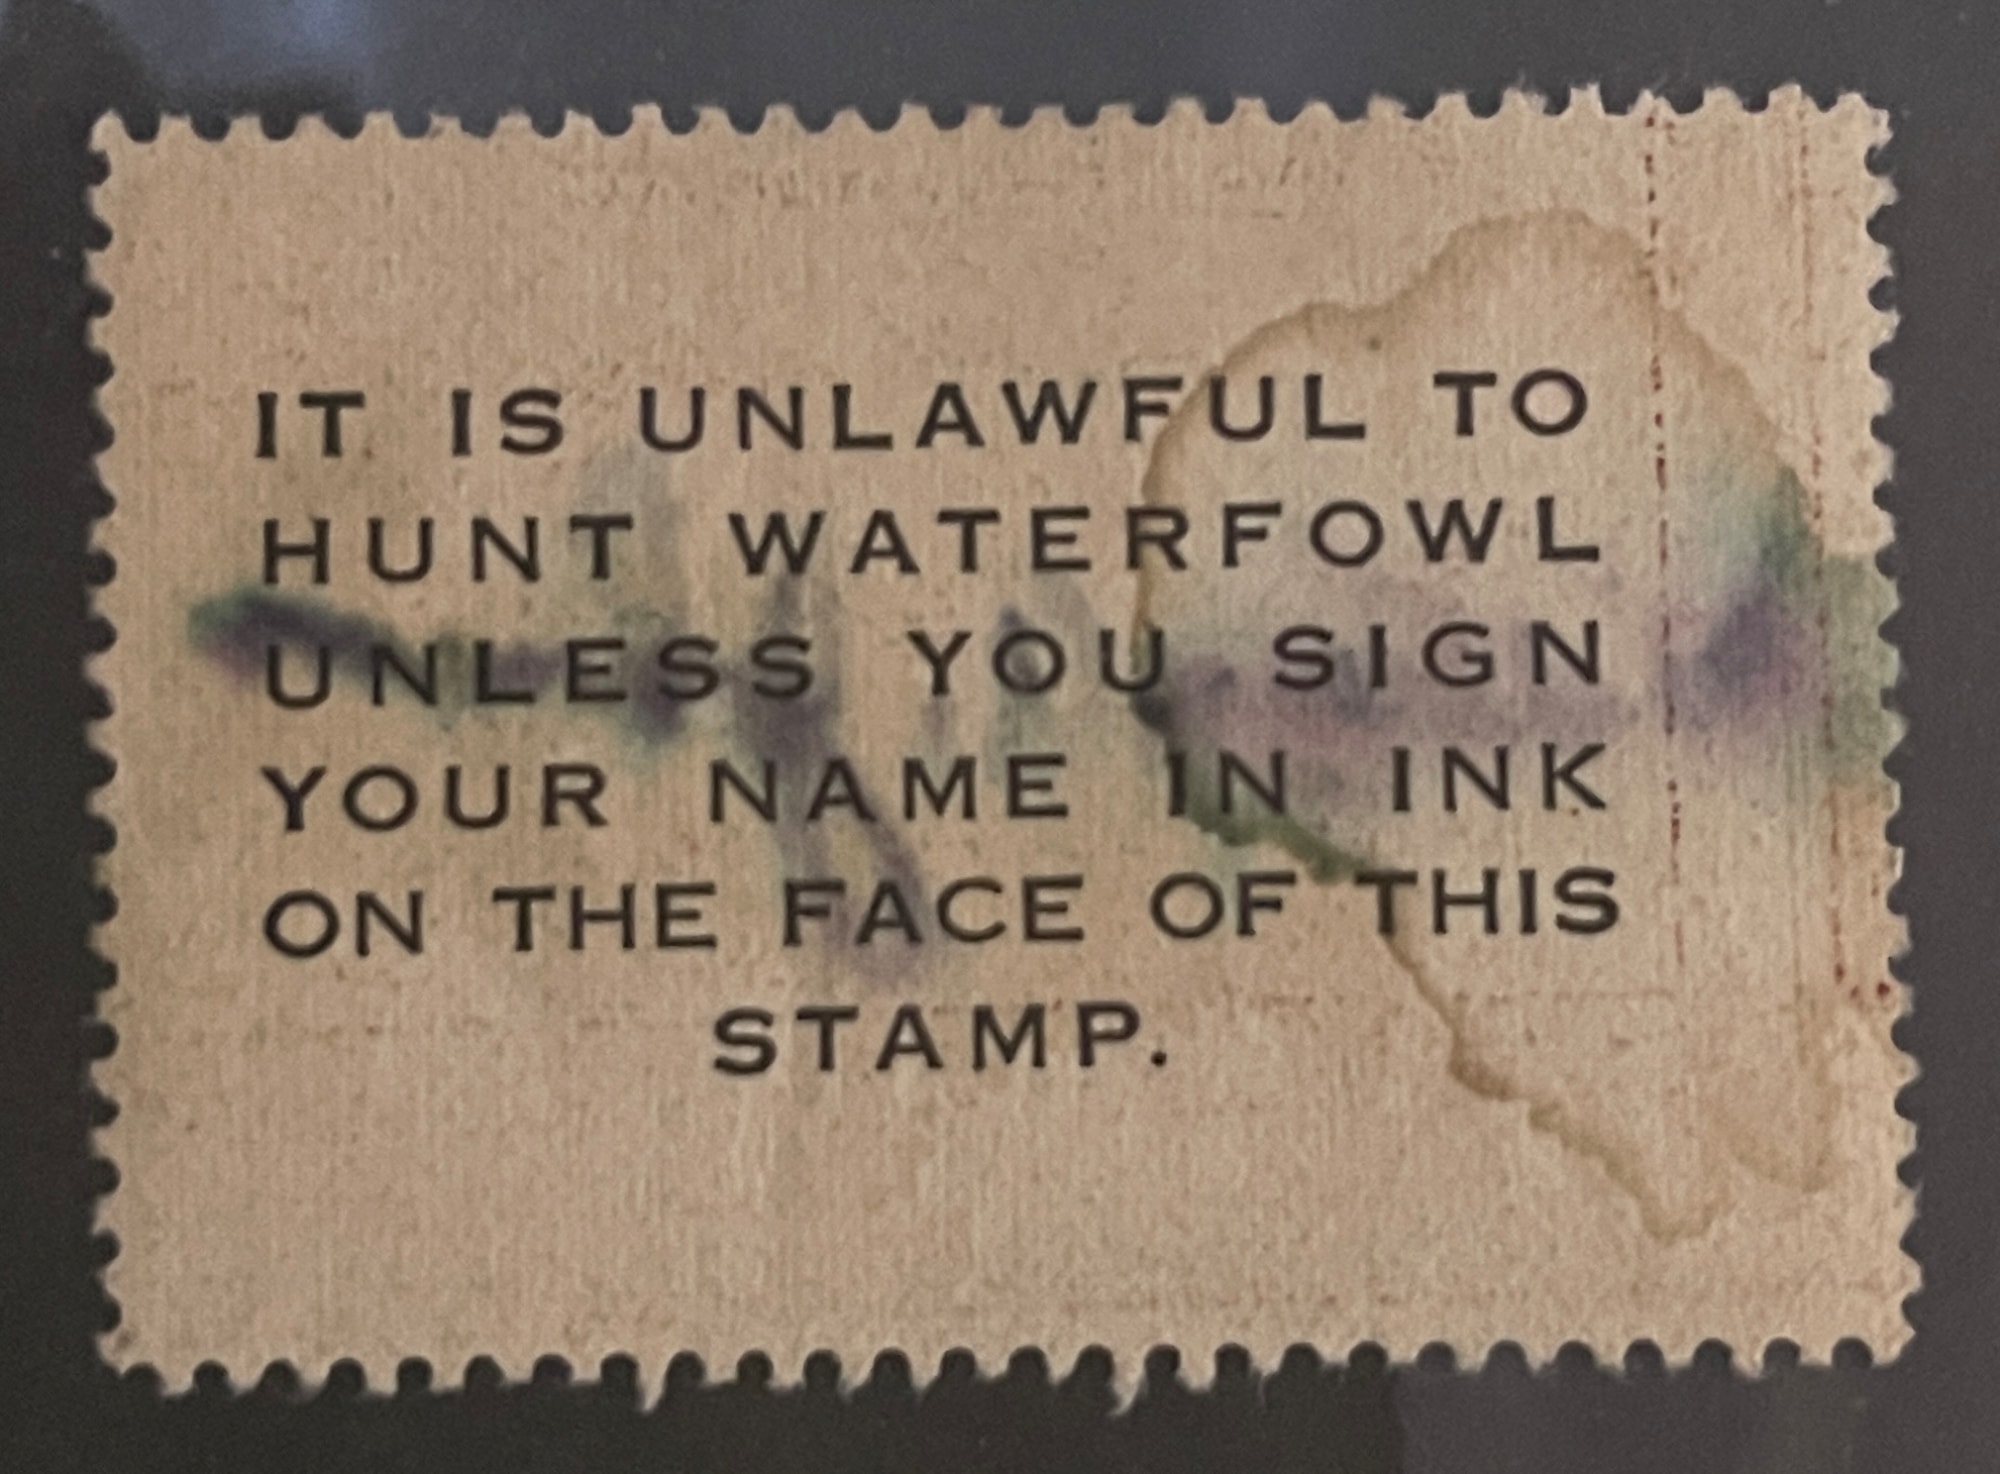 IT IS UNLAWFUL TO
HUNT WATERFOWL
UNLESS YOU SIGN
YOUR NAME IN INK
ON THE FACE OF THIS
STAMP.